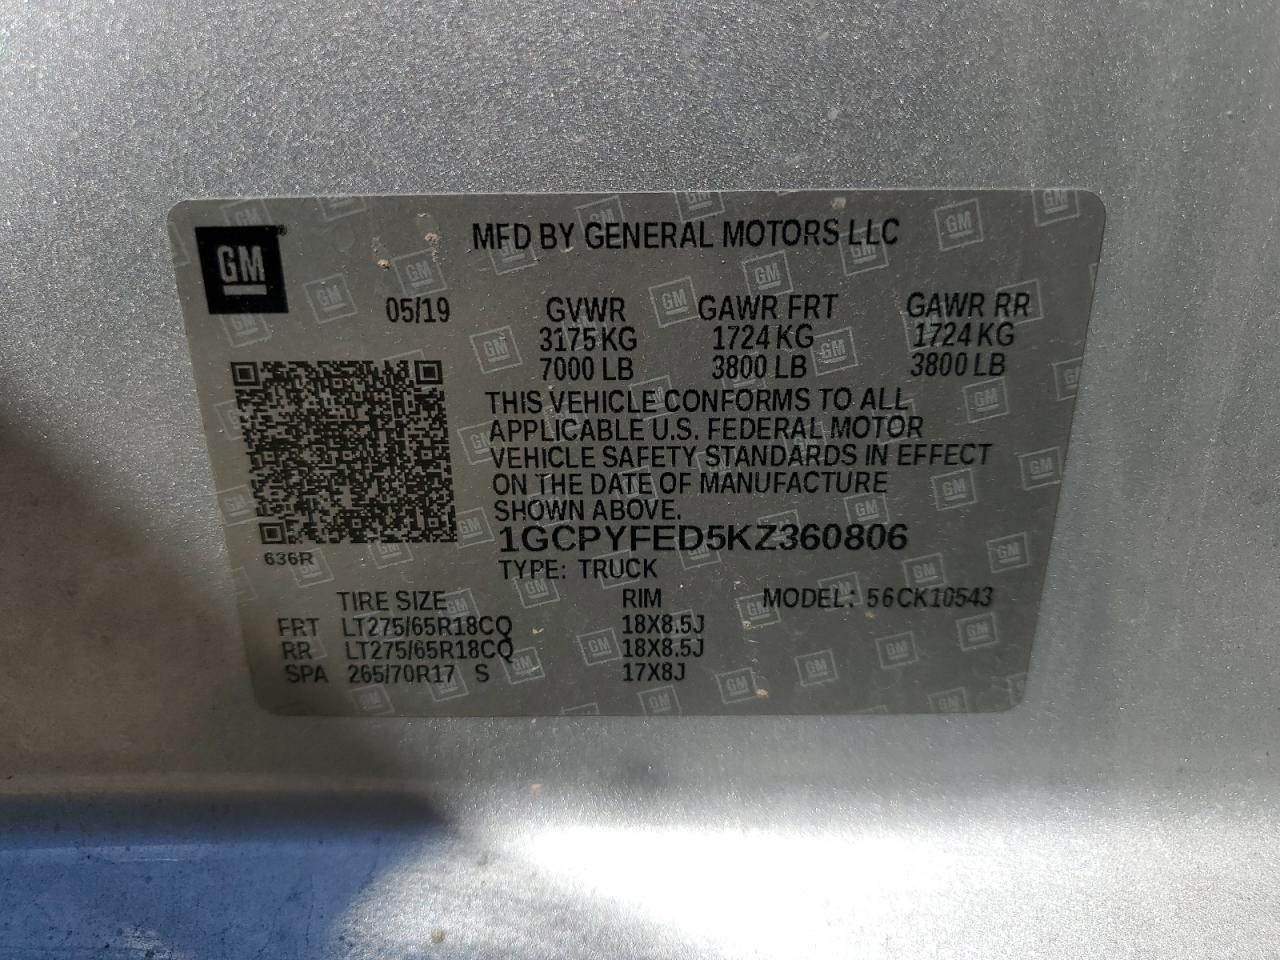 GM
MFD BY GENERAL MOTORS LLC
05/19 GVWR GAWR FRT GAWR RR
3175 KG 1724 KG 1724 KG
7000 LB 3800 LB 3800 LB
THIS VEHICLE CONFORMS TO ALL
APPLICABLE U.S. FEDERAL MOTOR
VEHICLE SAFETY STANDARDS IN EFFECT
ON THE DATE OF MANUFACTURE
SHOWN ABOVE.
1GCPYFED5KZ360806
636R
TYPE: TRUCK
TIRE SIZE RIM MODEL: 56CK10543
FRT LT275/65R18CQ 18X8.5J
RR LT275/65R18CQ 18X8.5J
SPA 265/70R17 S 17X8J